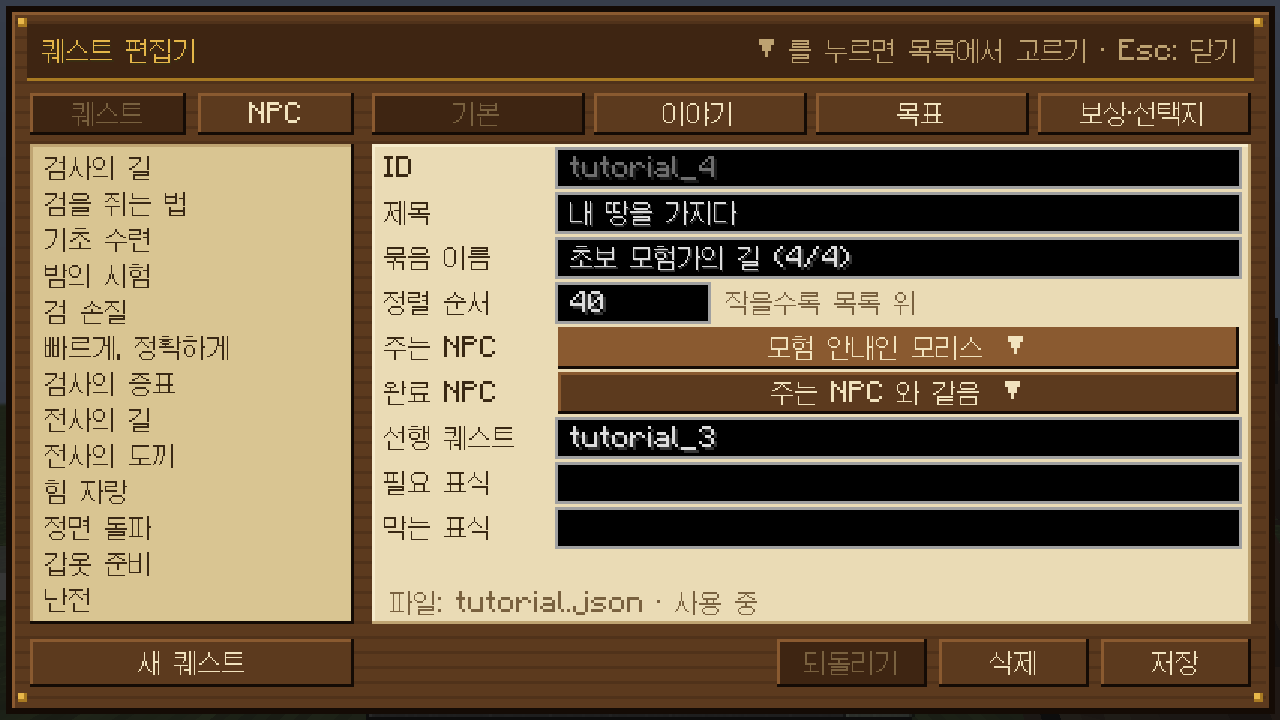 퀘스트 편집기
▼ 를 누르면 목록에서 고르기 · Esc: 닫기
퀘스트
NPC
기본
이야기
목표
보상·선택지
검사의 길
검을 쥐는 법
기초 수련
밤의 시험
검 손질
빠르게, 정확하게
검사의 증표
전사의 길
전사의 도끼
힘 자랑
정면 돌파
갑옷 준비
난전
ID
tutorial_4
제목
내 땅을 가지다
묶음 이름
초보 모험가의 길 (4/4)
정렬 순서
40
작을수록 목록 위
주는 NPC
모험 안내인 모리스 ▼
완료 NPC
주는 NPC 와 같음 ▼
선행 퀘스트
tutorial_3
필요 표식
막는 표식
파일: tutorial..json · 사용 중
새 퀘스트
되돌리기
삭제
저장